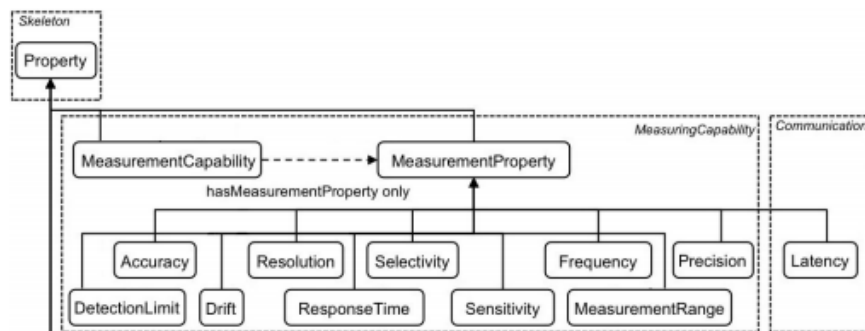 Skeleton
Property
MeasuringCapability
Communication
MeasurementCapability
MeasurementProperty
hasMeasurementProperty only
Accuracy
Resolution
Selectivity
Frequency
Precision
Latency
DetectionLimit
Drift
ResponseTime
Sensitivity
MeasurementRange